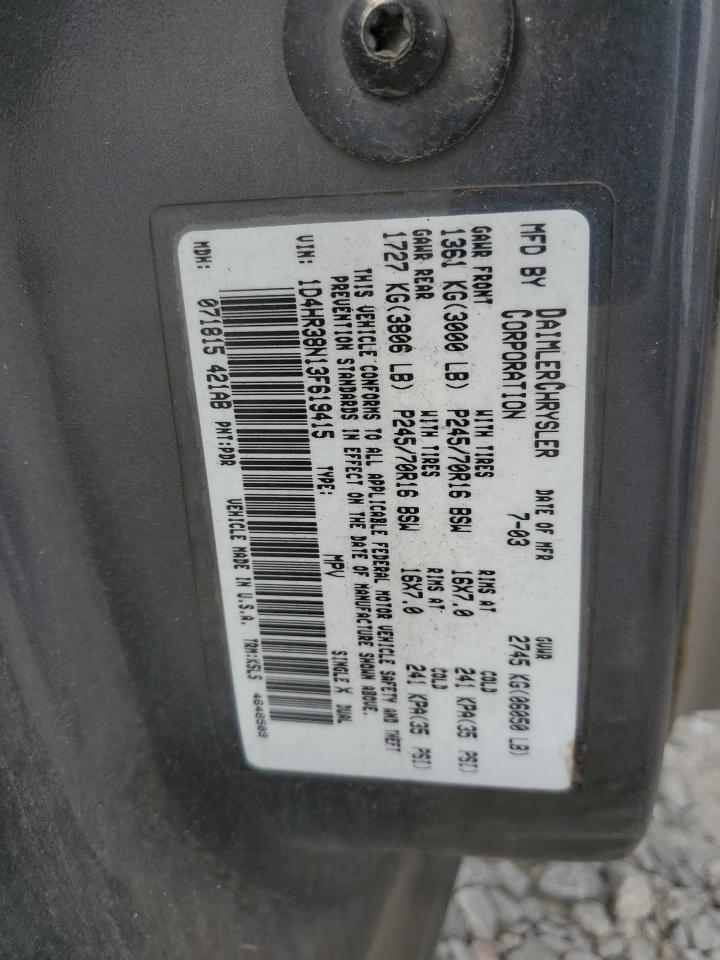 MFD BY DAIMLERCHRYSLER CORPORATION DATE OF MFR 7-03 GVWR 2745 KG(06050 LB)
GAWR FRONT WITH TIRES RIMS AT COLD
1361 KG(3000 LB) P245/70R16 BSW 16X7.0 241 KPA(35 PSI)
GAWR REAR WITH TIRES RIMS AT COLD
1727 KG(3806 LB) P245/70R16 BSW 16X7.0 241 KPA(35 PSI)
THIS VEHICLE CONFORMS TO ALL APPLICABLE FEDERAL MOTOR VEHICLE SAFETY AND THEFT
PREVENTION STANDARDS IN EFFECT ON THE DATE OF MANUFACTURE SHOWN ABOVE.
VIN: 1D4HR38N13F619415 TYPE: MPV SINGLE X DUAL
MDH: 071815 421AB PNT:PDR VEHICLE MADE IN U.S.A. TRM:KSLS 4648503